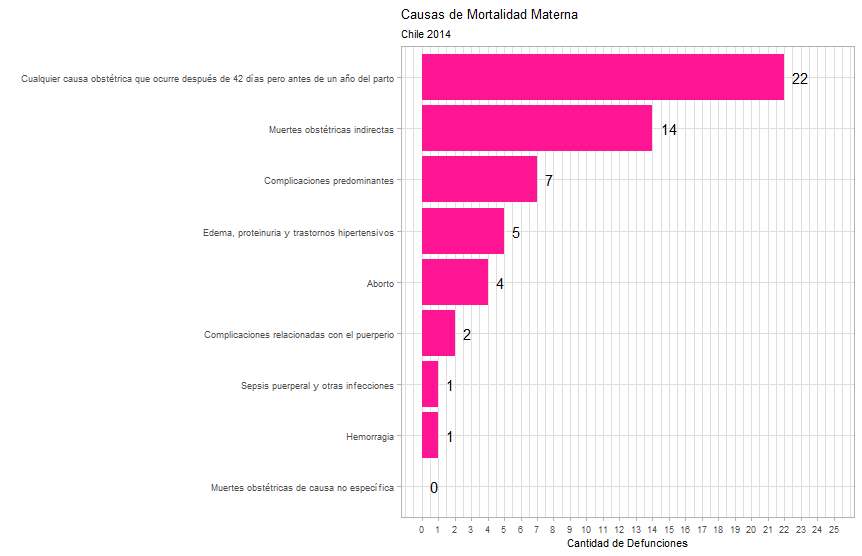 Causas de Mortalidad Materna
Chile 2014
Cualquier causa obstétrica que ocurre después de 42 días pero antes de un año del parto 22
Muertes obstétricas indirectas 14
Complicaciones predominantes 7
Edema, proteinuria y trastornos hipertensivos 5
Aborto 4
Complicaciones relacionadas con el puerperio 2
Sepsis puerperal y otras infecciones 1
Hemorragia 1
Muertes obstétricas de causa no específica 0
0 1 2 3 4 5 6 7 8 9 10 11 12 13 14 15 16 17 18 19 20 21 22 23 24 25
Cantidad de Defunciones